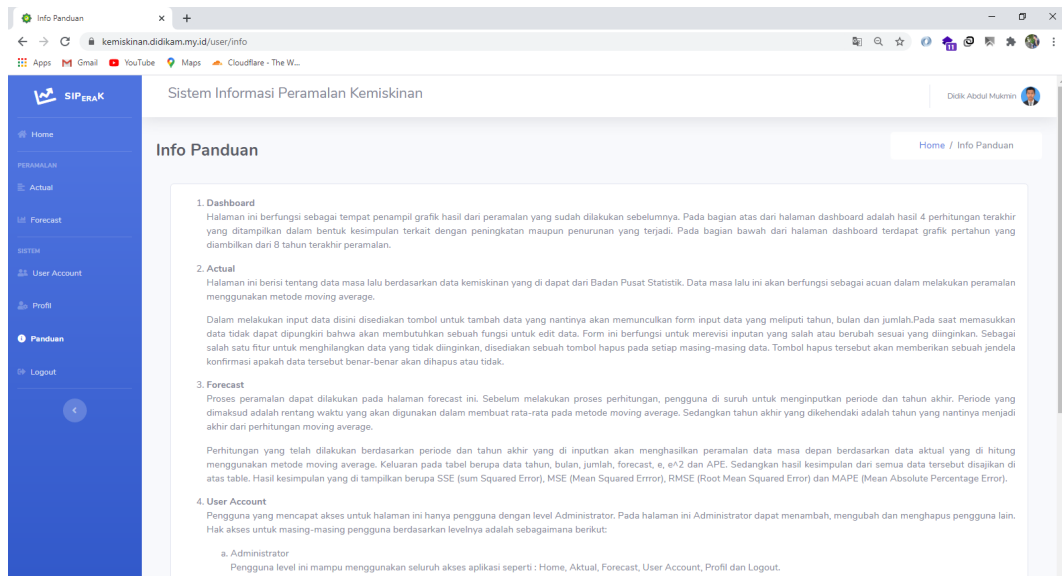 Info Panduan
kemiskinan.didikam.my.id/user/info
11
Apps Gmail YouTube Maps Cloudflare - The W...
SIPERAK
Sistem Informasi Peramalan Kemiskinan
Didik Abdul Mukmin
Home
PERAMALAN
Actual
Forecast
SISTEM
User Account
Profil
Panduan
Logout
Info Panduan
Home / Info Panduan
1. Dashboard
Halaman ini berfungsi sebagai tempat penampil grafik hasil dari peramalan yang sudah dilakukan sebelumnya. Pada bagian atas dari halaman dashboard adalah hasil 4 perhitungan terakhir
yang ditampilkan dalam bentuk kesimpulan terkait dengan peningkatan maupun penurunan yang terjadi. Pada bagian bawah dari halaman dashboard terdapat grafik pertahun yang
diambilkan dari 8 tahun terakhir peramalan.
2. Actual
Halaman ini berisi tentang data masa lalu berdasarkan data kemiskinan yang di dapat dari Badan Pusat Statistik. Data masa lalu ini akan berfungsi sebagai acuan dalam melakukan peramalan
menggunakan metode moving average.
Dalam melakukan input data disini disediakan tombol untuk tambah data yang nantinya akan memunculkan form input data yang meliputi tahun, bulan dan jumlah.Pada saat memasukkan
data tidak dapat dipungkiri bahwa akan membutuhkan sebuah fungsi untuk edit data. Form ini berfungsi untuk merevisi inputan yang salah atau berubah sesuai yang diinginkan. Sebagai
salah satu fitur untuk menghilangkan data yang tidak diinginkan, disediakan sebuah tombol hapus pada setiap masing-masing data. Tombol hapus tersebut akan memberikan sebuah jendela
konfirmasi apakah data tersebut benar-benar akan dihapus atau tidak.
3. Forecast
Proses peramalan dapat dilakukan pada halaman forecast ini. Sebelum melakukan proses perhitungan, pengguna di suruh untuk menginputkan periode dan tahun akhir. Periode yang
dimaksud adalah rentang waktu yang akan digunakan dalam membuat rata-rata pada metode moving average. Sedangkan tahun akhir yang dikehendaki adalah tahun yang nantinya menjadi
akhir dari perhitungan moving average.
Perhitungan yang telah dilakukan berdasarkan periode dan tahun akhir yang di inputkan akan menghasilkan peramalan data masa depan berdasarkan data aktual yang di hitung
menggunakan metode moving average. Keluaran pada tabel berupa data tahun, bulan, jumlah, forecast, e, e^2 dan APE. Sedangkan hasil kesimpulan dari semua data tersebut disajikan di
atas table. Hasil kesimpulan yang di tampilkan berupa SSE (sum Squared Error), MSE (Mean Squared Errror), RMSE (Root Mean Squared Error) dan MAPE (Mean Absolute Percentage Error).
4. User Account
Pengguna yang mencapat akses untuk halaman ini hanya pengguna dengan level Administrator. Pada halaman ini Administrator dapat menambah, mengubah dan menghapus pengguna lain.
Hak akses untuk masing-masing pengguna berdasarkan levelnya adalah sebagaimana berikut:
a. Administrator
Pengguna level ini mampu menggunakan seluruh akses aplikasi seperti : Home, Aktual, Forecast, User Account, Profil dan Logout.